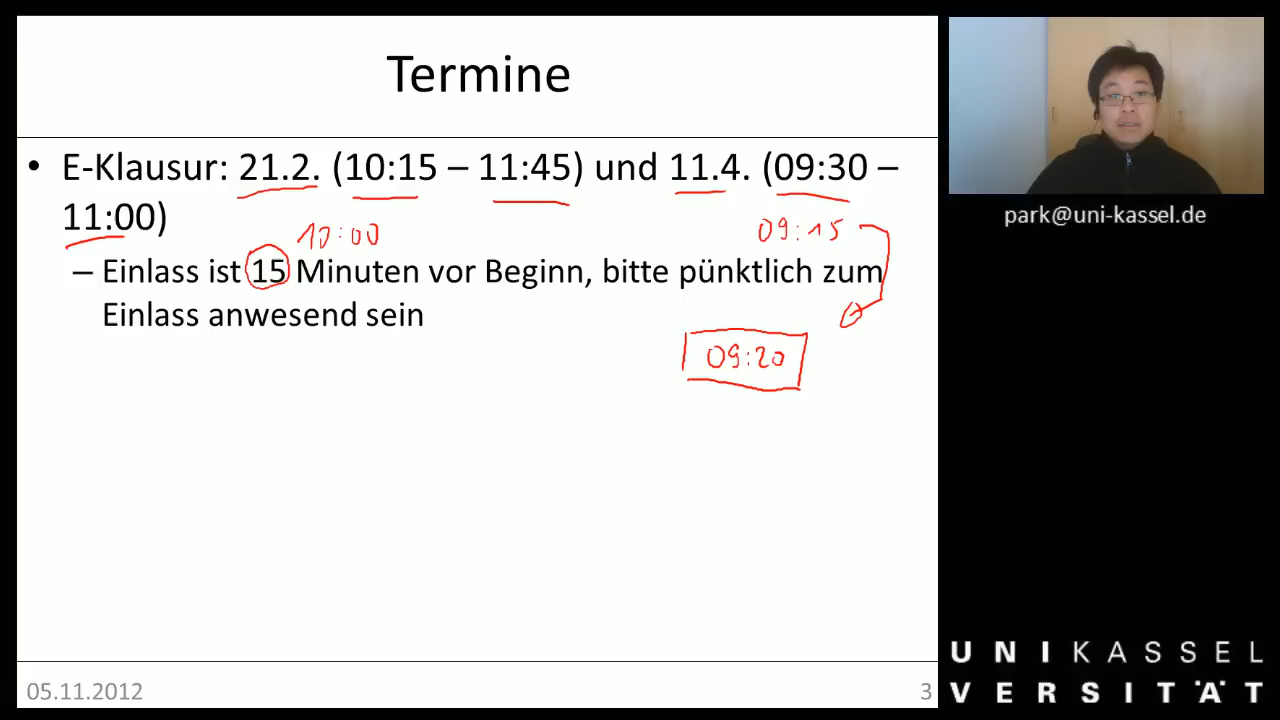 Termine
• E-Klausur: 21.2. (10:15 – 11:45) und 11.4. (09:30 –
11:00)
10:00
09:15
– Einlass ist 15 Minuten vor Beginn, bitte pünktlich zum
Einlass anwesend sein
09:20
05.11.2012
3
park@uni-kassel.de
UNIKASSEL
VERSITÄT